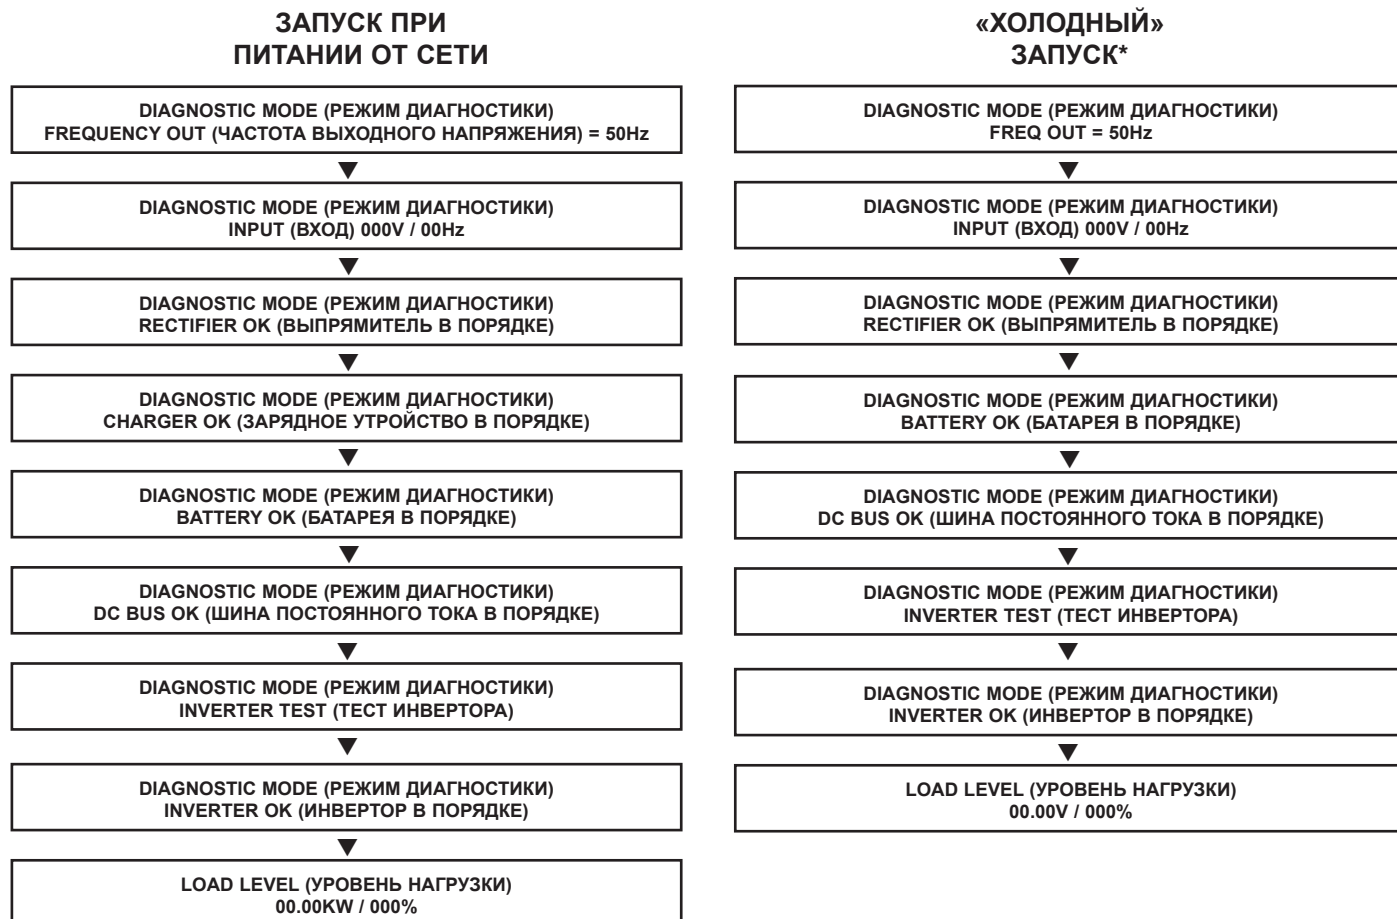 ЗАПУСК ПРИ
ПИТАНИИ ОТ СЕТИ
DIAGNOSTIC MODE (РЕЖИМ ДИАГНОСТИКИ)
FREQUENCY OUT (ЧАСТОТА ВЫХОДНОГО НАПРЯЖЕНИЯ) = 50Hz
DIAGNOSTIC MODE (РЕЖИМ ДИАГНОСТИКИ)
INPUT (ВХОД) 000V / 00Hz
DIAGNOSTIC MODE (РЕЖИМ ДИАГНОСТИКИ)
RECTIFIER OK (ВЫПРЯМИТЕЛЬ В ПОРЯДКЕ)
DIAGNOSTIC MODE (РЕЖИМ ДИАГНОСТИКИ)
CHARGER OK (ЗАРЯДНОЕ УТРОЙСТВО В ПОРЯДКЕ)
DIAGNOSTIC MODE (РЕЖИМ ДИАГНОСТИКИ)
BATTERY OK (БАТАРЕЯ В ПОРЯДКЕ)
DIAGNOSTIC MODE (РЕЖИМ ДИАГНОСТИКИ)
DC BUS OK (ШИНА ПОСТОЯННОГО ТОКА В ПОРЯДКЕ)
DIAGNOSTIC MODE (РЕЖИМ ДИАГНОСТИКИ)
INVERTER TEST (ТЕСТ ИНВЕРТОРА)
DIAGNOSTIC MODE (РЕЖИМ ДИАГНОСТИКИ)
INVERTER OK (ИНВЕРТОР В ПОРЯДКЕ)
LOAD LEVEL (УРОВЕНЬ НАГРУЗКИ)
00.00KW / 000%
«ХОЛОДНЫЙ»
ЗАПУСК*
DIAGNOSTIC MODE (РЕЖИМ ДИАГНОСТИКИ)
FREQ OUT = 50Hz
DIAGNOSTIC MODE (РЕЖИМ ДИАГНОСТИКИ)
INPUT (ВХОД) 000V / 00Hz
DIAGNOSTIC MODE (РЕЖИМ ДИАГНОСТИКИ)
RECTIFIER OK (ВЫПРЯМИТЕЛЬ В ПОРЯДКЕ)
DIAGNOSTIC MODE (РЕЖИМ ДИАГНОСТИКИ)
BATTERY OK (БАТАРЕЯ В ПОРЯДКЕ)
DIAGNOSTIC MODE (РЕЖИМ ДИАГНОСТИКИ)
DC BUS OK (ШИНА ПОСТОЯННОГО ТОКА В ПОРЯДКЕ)
DIAGNOSTIC MODE (РЕЖИМ ДИАГНОСТИКИ)
INVERTER TEST (ТЕСТ ИНВЕРТОРА)
DIAGNOSTIC MODE (РЕЖИМ ДИАГНОСТИКИ)
INVERTER OK (ИНВЕРТОР В ПОРЯДКЕ)
LOAD LEVEL (УРОВЕНЬ НАГРУЗКИ)
00.00V / 000%